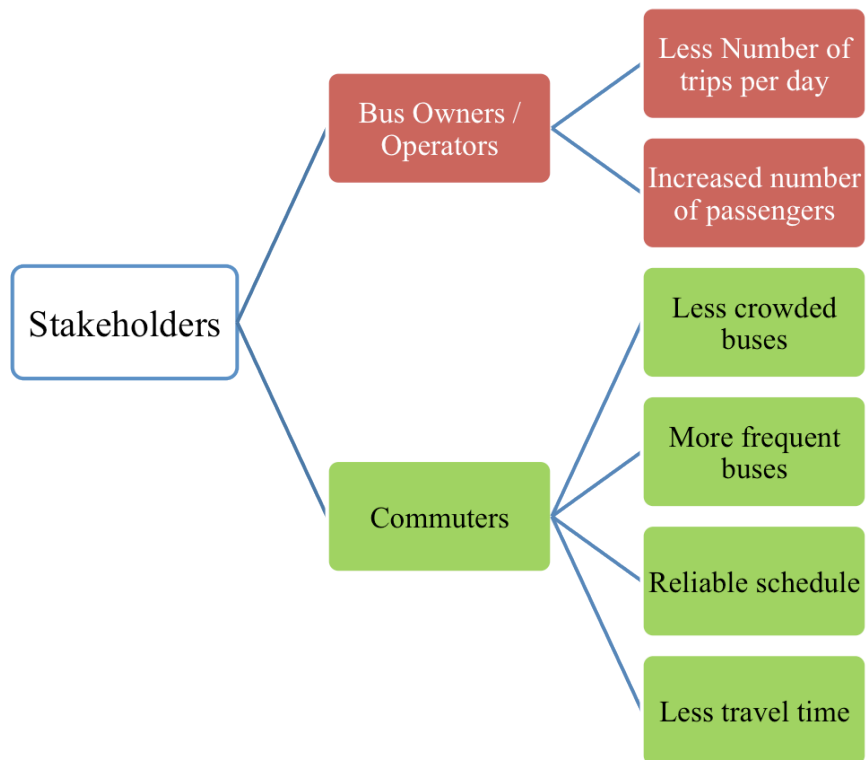 Stakeholders
Bus Owners /
Operators
Less Number of
trips per day
Increased number
of passengers
Commuters
Less crowded
buses
More frequent
buses
Reliable schedule
Less travel time